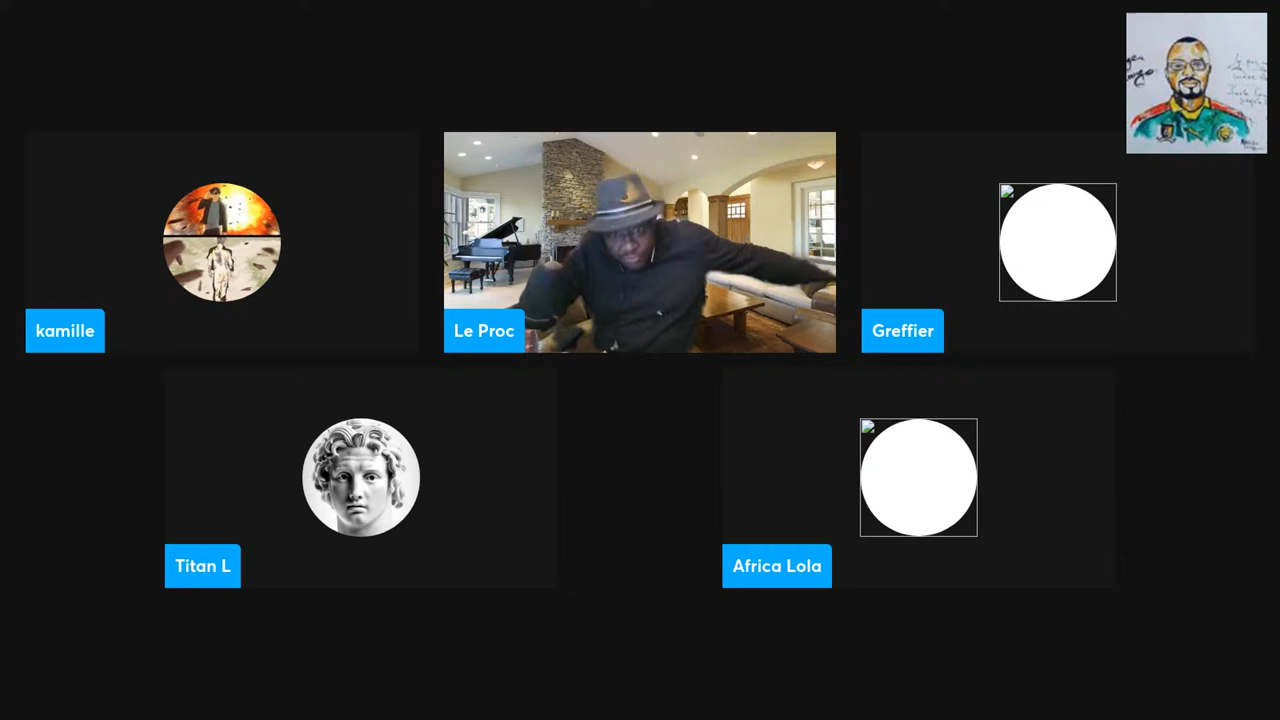 kamille
Le Proc
Greffier
Titan L
Africa Lola